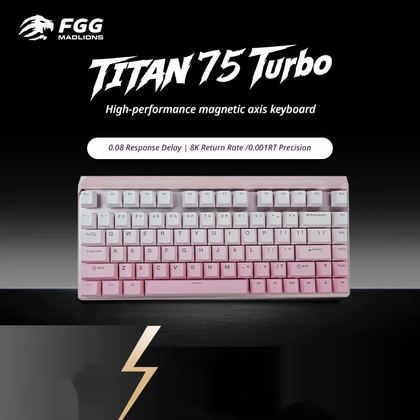 FGG
MADLIONS
TITAN 75 Turbo
High-performance magnetic axis keyboard
0.08 Response Delay | 8K Return Rate /0.001RT Precision
Q W E R T Y U I O P
A S D F G H J K L
Z X C V B N M